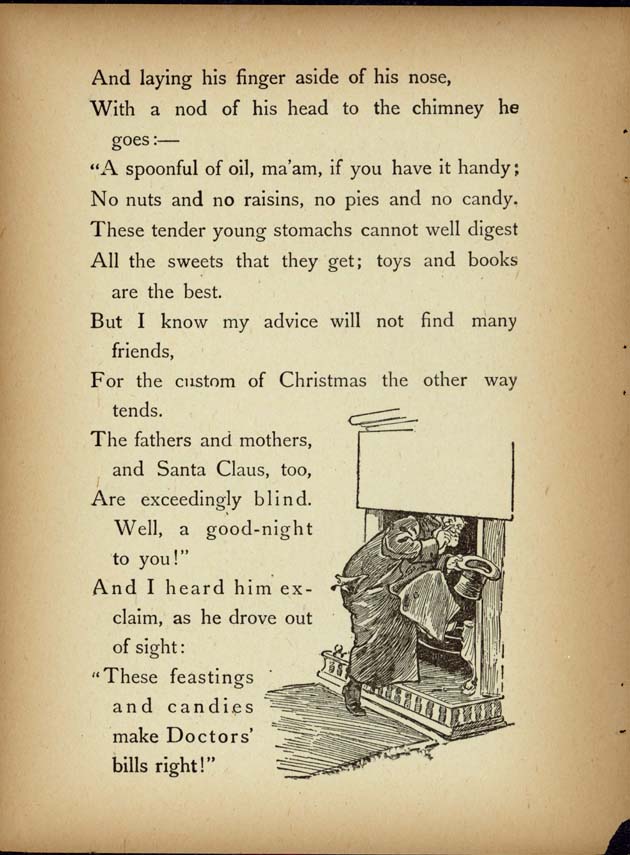 And laying his finger aside of his nose,
With a nod of his head to the chimney he
goes:—
“A spoonful of oil, ma’am, if you have it handy;
No nuts and no raisins, no pies and no candy.
These tender young stomachs cannot well digest
All the sweets that they get; toys and books
are the best.
But I know my advice will not find many
friends,
For the custom of Christmas the other way
tends.
The fathers and mothers,
and Santa Claus, too,
Are exceedingly blind.
Well, a good-night
to you!”
And I heard him ex-
claim, as he drove out
of sight:
“These feastings
and candies
make Doctors’
bills right!”